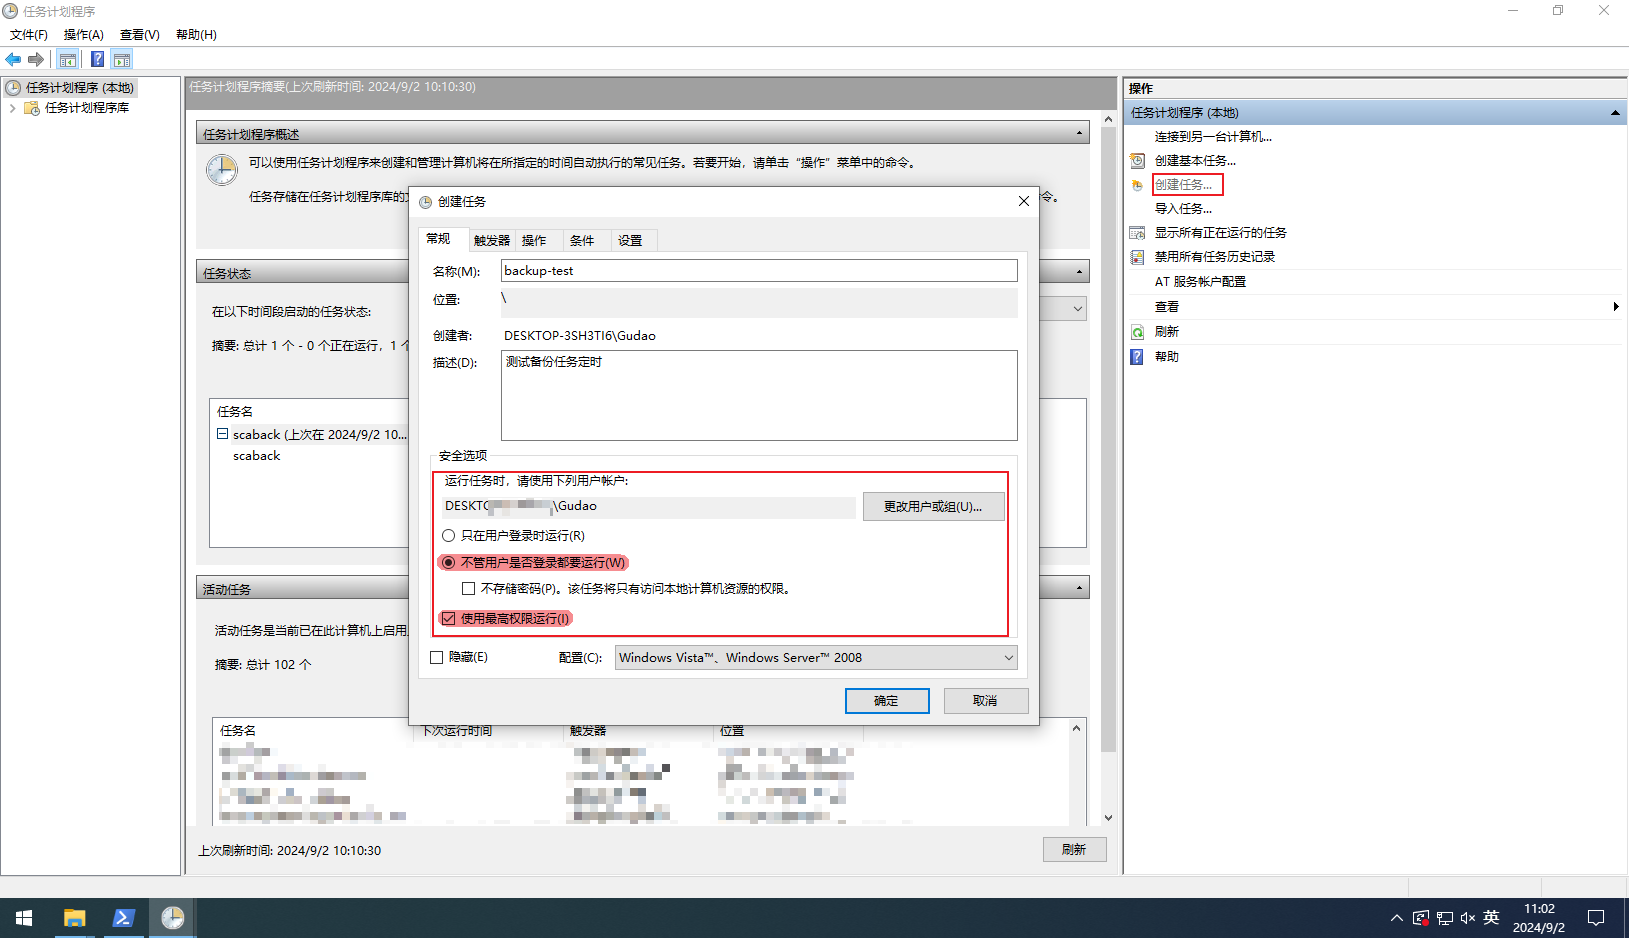 任务计划程序
文件(F) 操作(A) 查看(V) 帮助(H)
任务计划程序 (本地)
任务计划程序库
任务计划程序摘要(上次刷新时间: 2024/9/2 10:10:30)
任务计划程序概述
可以使用任务计划程序来创建和管理计算机将在所指定的时间自动执行的常见任务。若要开始，请单击“操作”菜单中的命令。
任务存储在任务计划程序库的
令。
任务状态
在以下时间段启动的任务状态:
摘要: 总计 1 个 - 0 个正在运行，1 个
任务名
scaback (上次在 2024/9/2 10...
scaback
活动任务
活动任务是当前已在此计算机上启用
摘要: 总计 102 个
任务名 下次运行时间 触发器 位置
上次刷新时间: 2024/9/2 10:10:30
刷新
创建任务
常规 触发器 操作 条件 设置
名称(M): backup-test
位置: \
创建者: DESKTOP-3SH3TI6\Gudao
描述(D): 测试备份任务定时
安全选项
运行任务时，请使用下列用户帐户:
DESKTO \Gudao
更改用户或组(U)...
只在用户登录时运行(R)
不管用户是否登录都要运行(W)
不存储密码(P)。该任务将只有访问本地计算机资源的权限。
使用最高权限运行(I)
隐藏(E) 配置(C): Windows Vista™、Windows Server™ 2008
确定 取消
操作
任务计划程序 (本地)
连接到另一台计算机...
创建基本任务...
创建任务...
导入任务...
显示所有正在运行的任务
禁用所有任务历史记录
AT 服务帐户配置
查看
刷新
帮助
英
11:02
2024/9/2